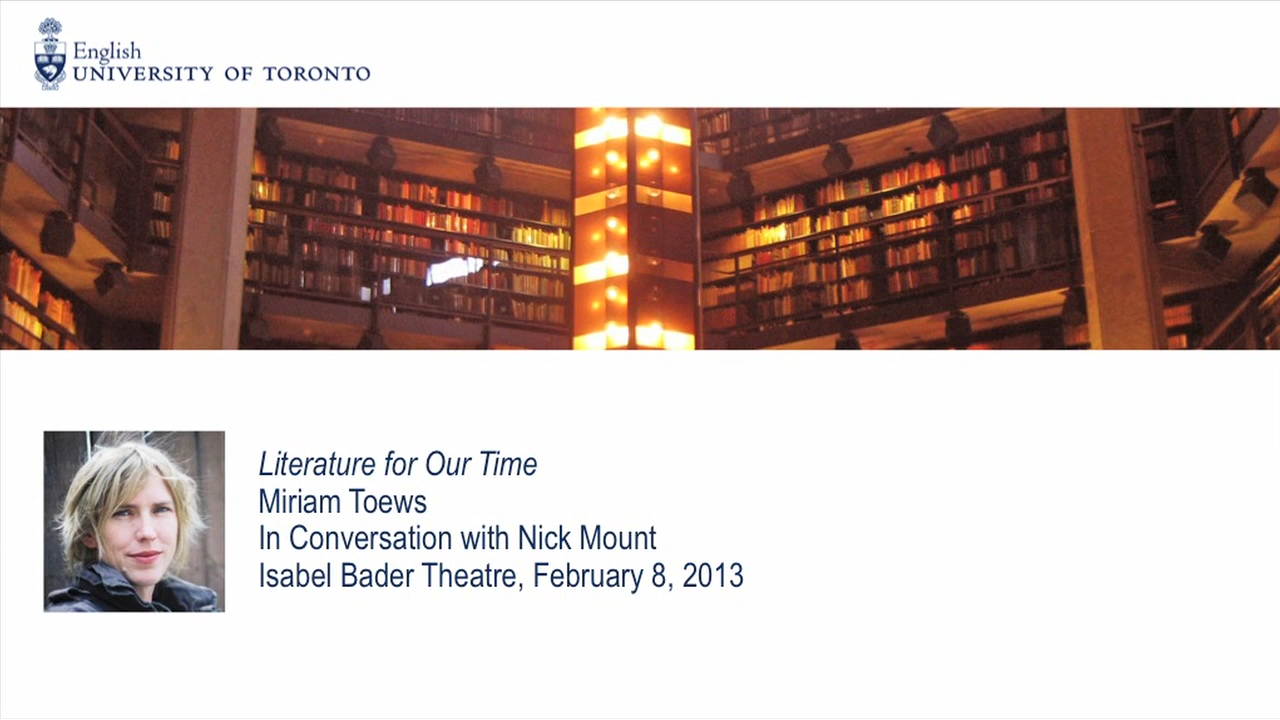 English
UNIVERSITY OF TORONTO
Literature for Our Time
Miriam Toews
In Conversation with Nick Mount
Isabel Bader Theatre, February 8, 2013